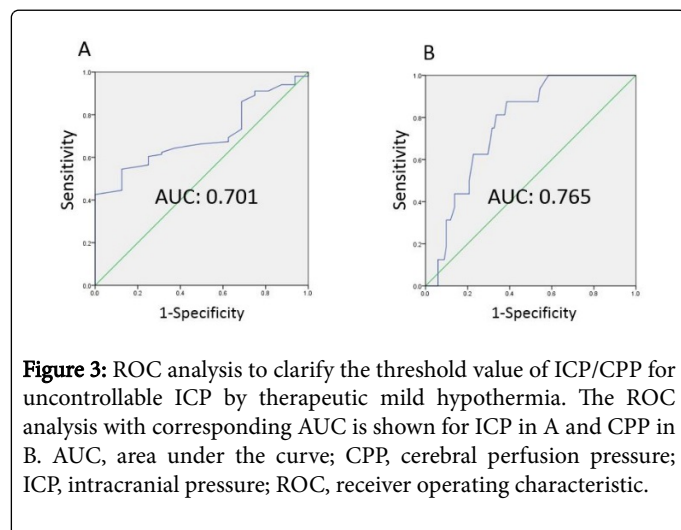 A
B
1.0
0.8
0.6
0.4
0.2
0.0
Sensitivity
AUC: 0.701
0.0 0.2 0.4 0.6 0.8 1.0
1-Specificity
1.0
0.8
0.6
0.4
0.2
0.0
Sensitivity
AUC: 0.765
0.0 0.2 0.4 0.6 0.8 1.0
1-Specificity
Figure 3: ROC analysis to clarify the threshold value of ICP/CPP for
uncontrollable ICP by therapeutic mild hypothermia. The ROC
analysis with corresponding AUC is shown for ICP in A and CPP in
B. AUC, area under the curve; CPP, cerebral perfusion pressure;
ICP, intracranial pressure; ROC, receiver operating characteristic.